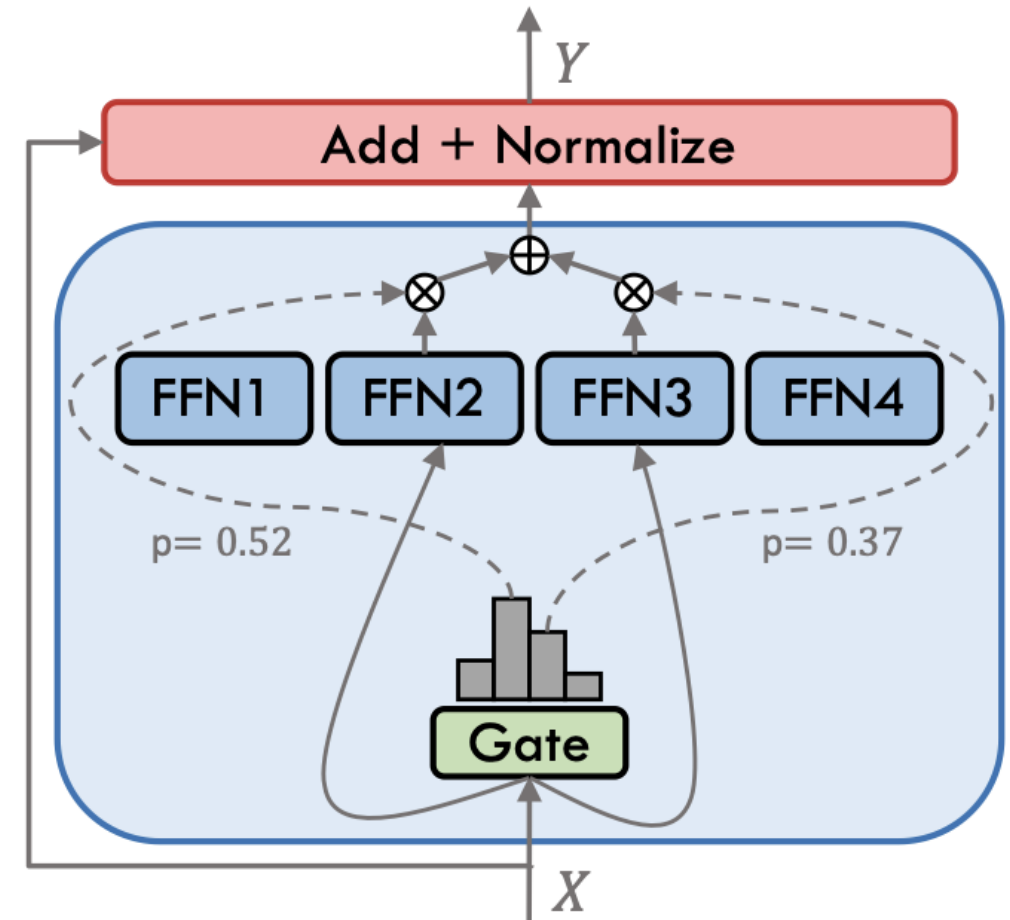 Y
Add + Normalize
FFN1 FFN2 FFN3 FFN4
p= 0.52 p= 0.37
Gate
X